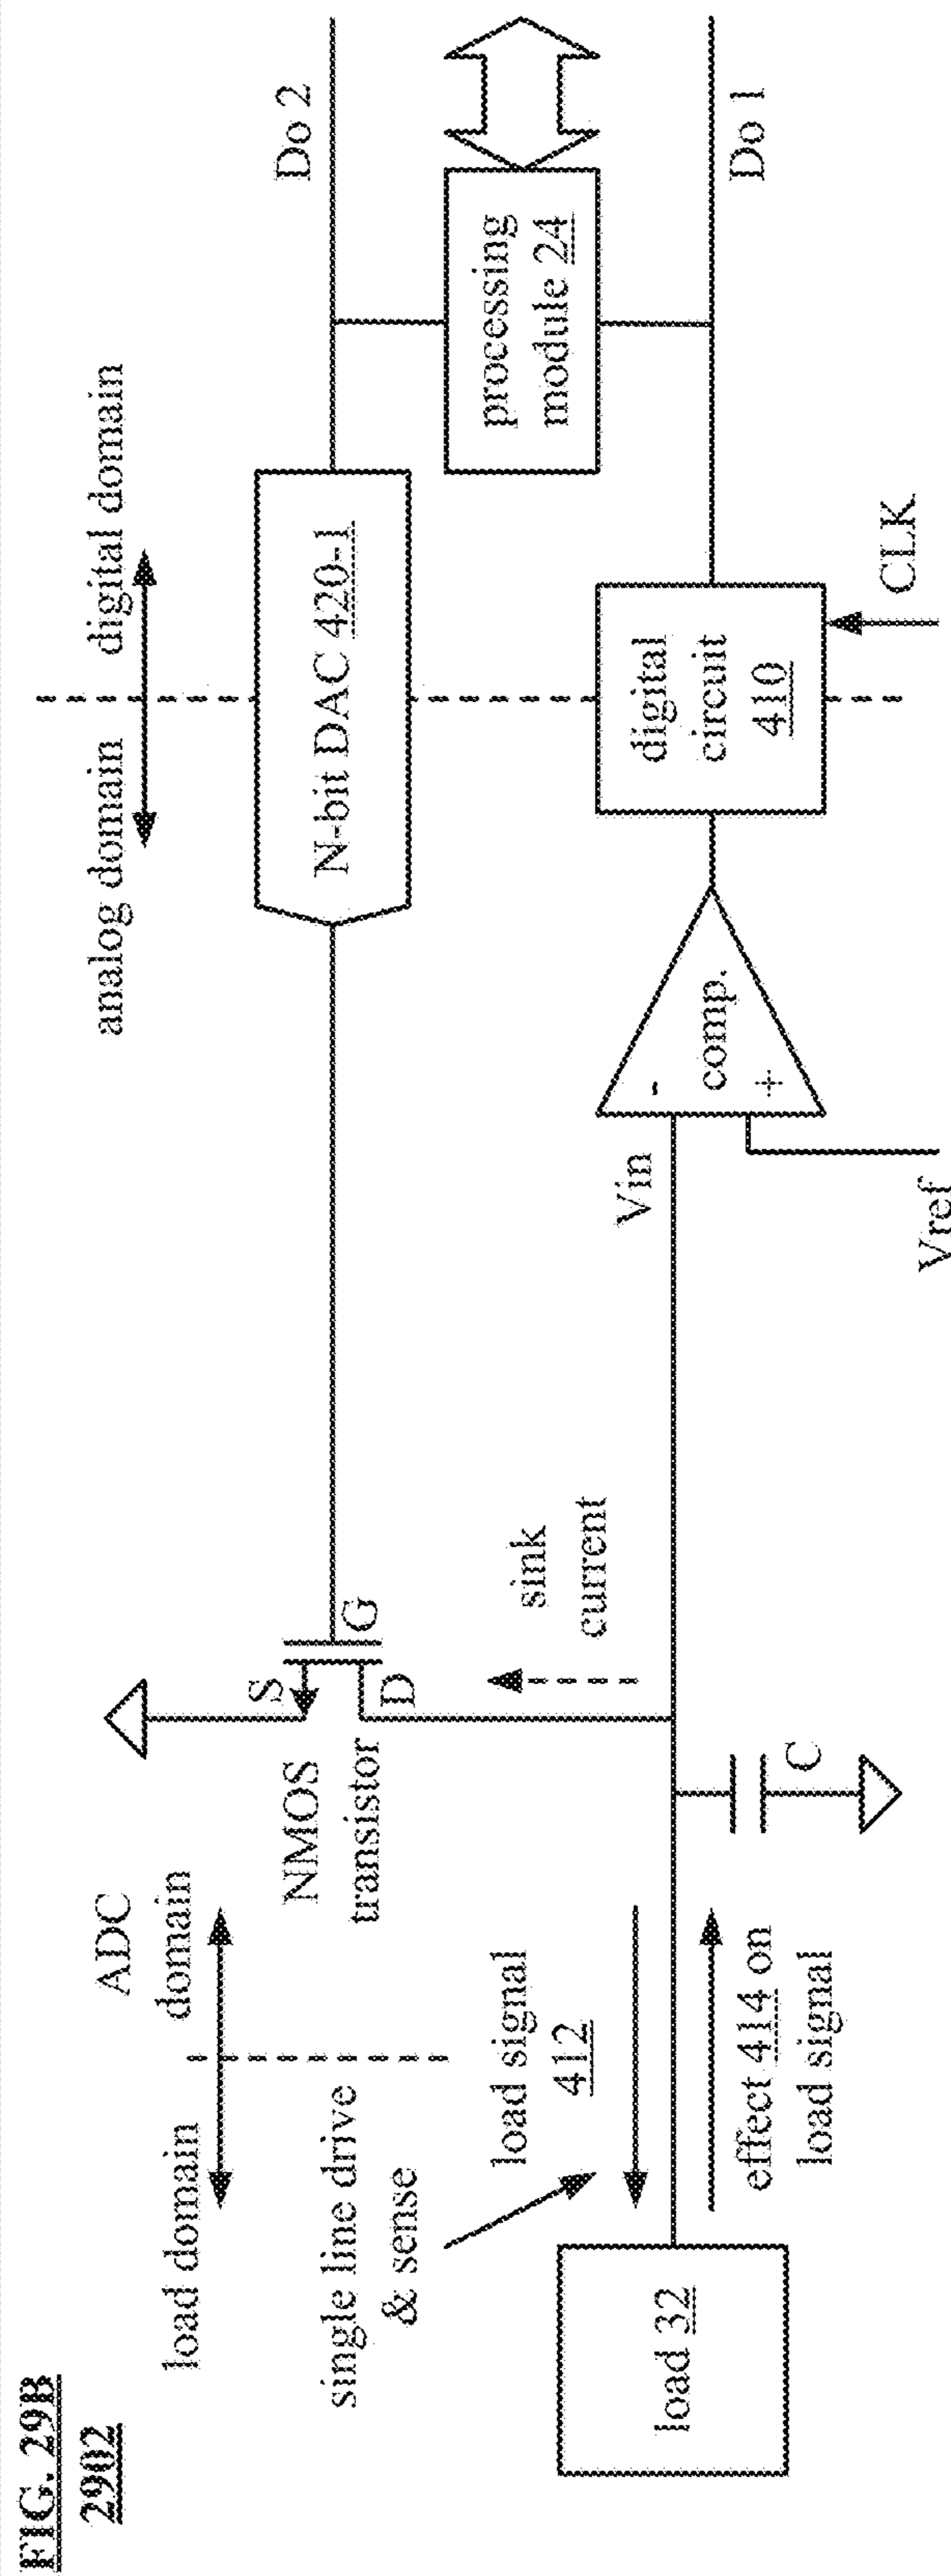 FIG. 29B
2902
load domain
ADC
domain
analog domain
digital domain
single line drive
& sense
NMOS
transistor
S
G
D
N-bit DAC 420-1
Do 2
load signal
412
sink
current
processing
module 24
load 32
effect 414 on
load signal
C
Vin
-
+
comp.
Vref
digital
circuit
410
CLK
Do 1